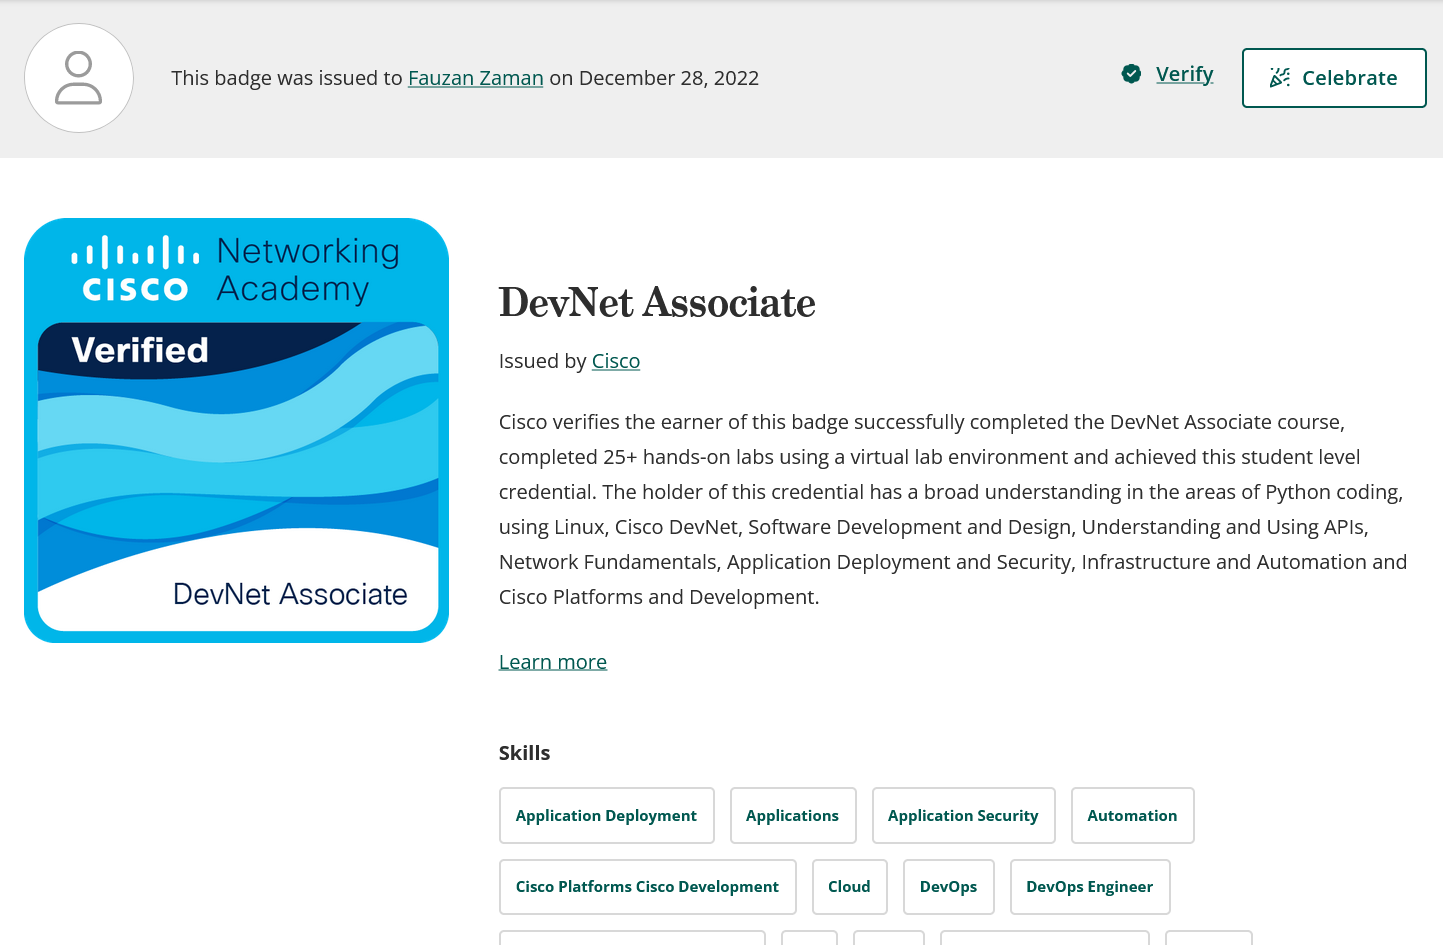 This badge was issued to Fauzan Zaman on December 28, 2022
Verify
Celebrate
CISCO
Networking
Academy
Verified
DevNet Associate
DevNet Associate
Issued by Cisco
Cisco verifies the earner of this badge successfully completed the DevNet Associate course,
completed 25+ hands-on labs using a virtual lab environment and achieved this student level
credential. The holder of this credential has a broad understanding in the areas of Python coding,
using Linux, Cisco DevNet, Software Development and Design, Understanding and Using APIs,
Network Fundamentals, Application Deployment and Security, Infrastructure and Automation and
Cisco Platforms and Development.
Learn more
Skills
Application Deployment
Applications
Application Security
Automation
Cisco Platforms Cisco Development
Cloud
DevOps
DevOps Engineer